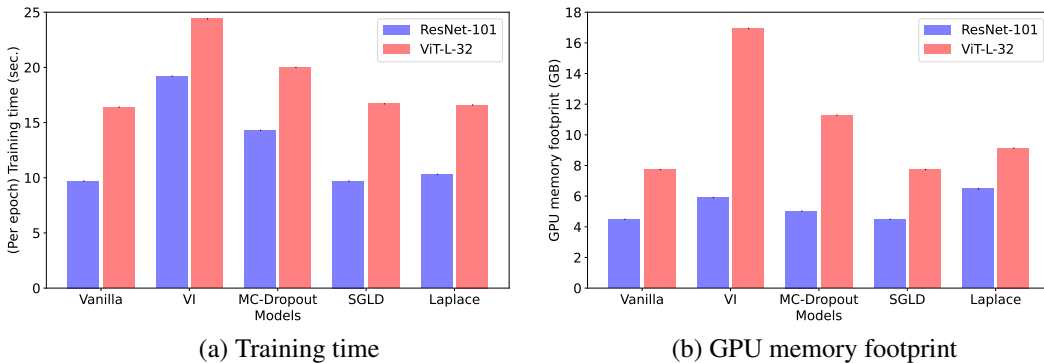 25
20
15
10
5
0
(Per epoch) Training time (sec.)
ResNet-101
ViT-L-32
Vanilla VI MC-Dropout SGLD Laplace
Models
(a) Training time
18
16
14
12
10
8
6
4
2
0
GPU memory footprint (GB)
ResNet-101
ViT-L-32
Vanilla VI MC-Dropout SGLD Laplace
Models
(b) GPU memory footprint